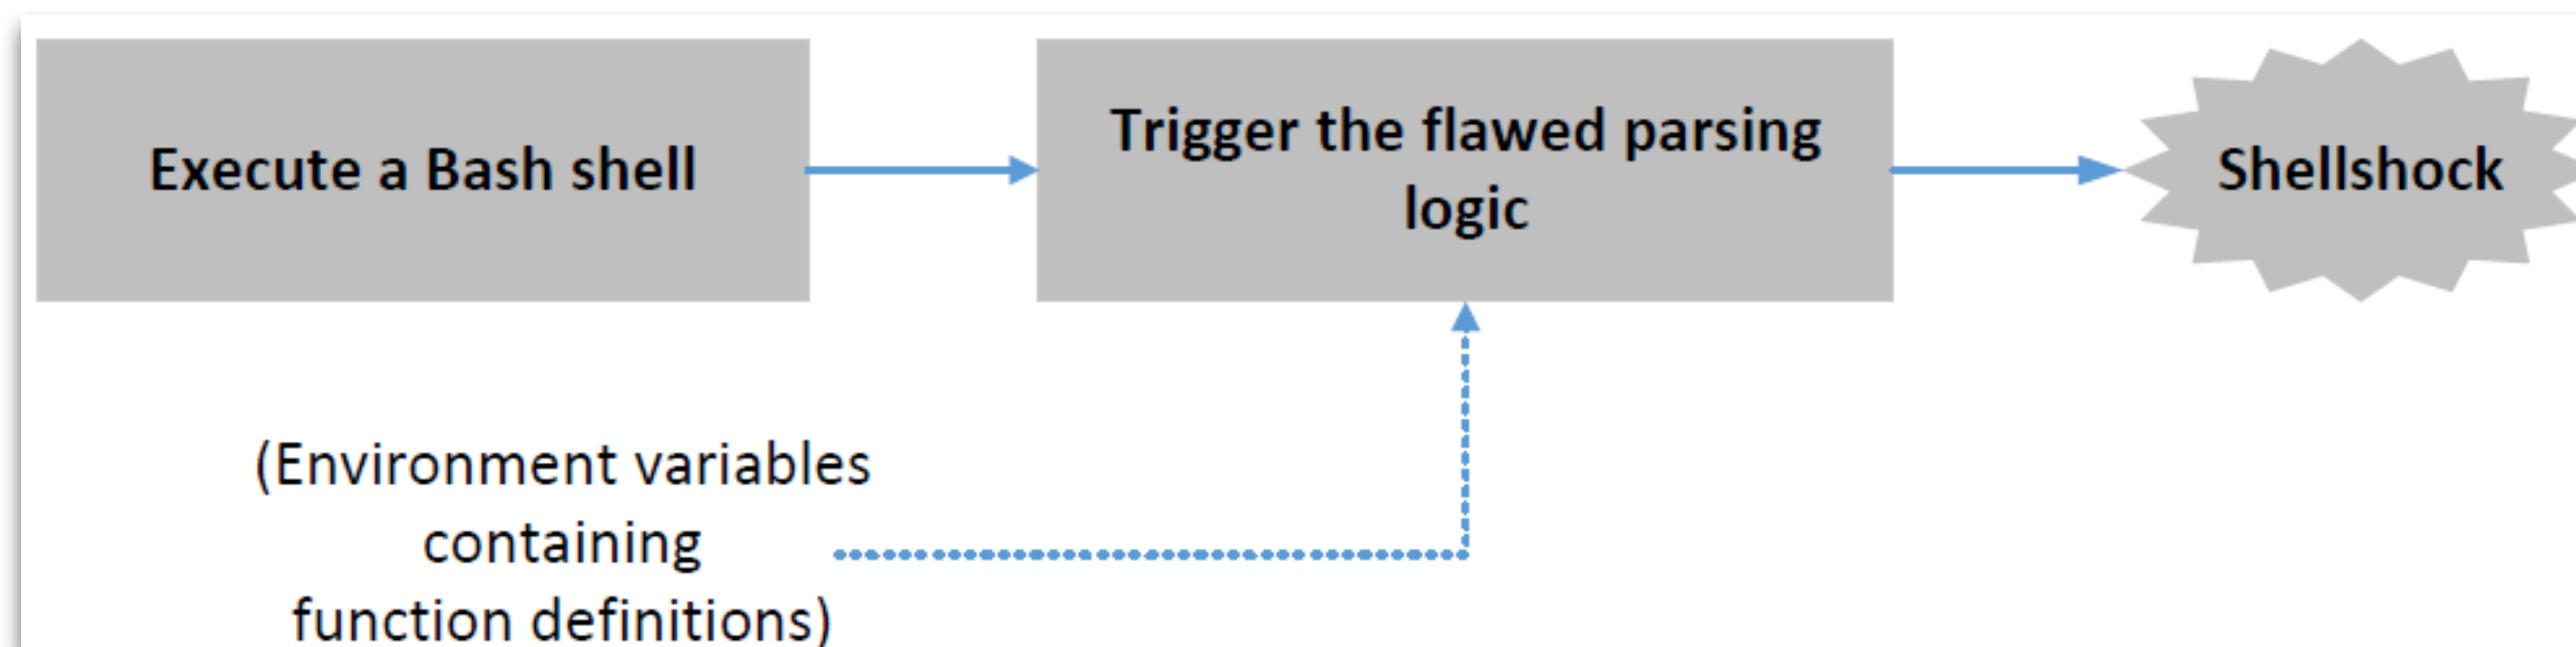 Execute a Bash shell
Trigger the flawed parsing
logic
Shellshock
(Environment variables
containing
function definitions)